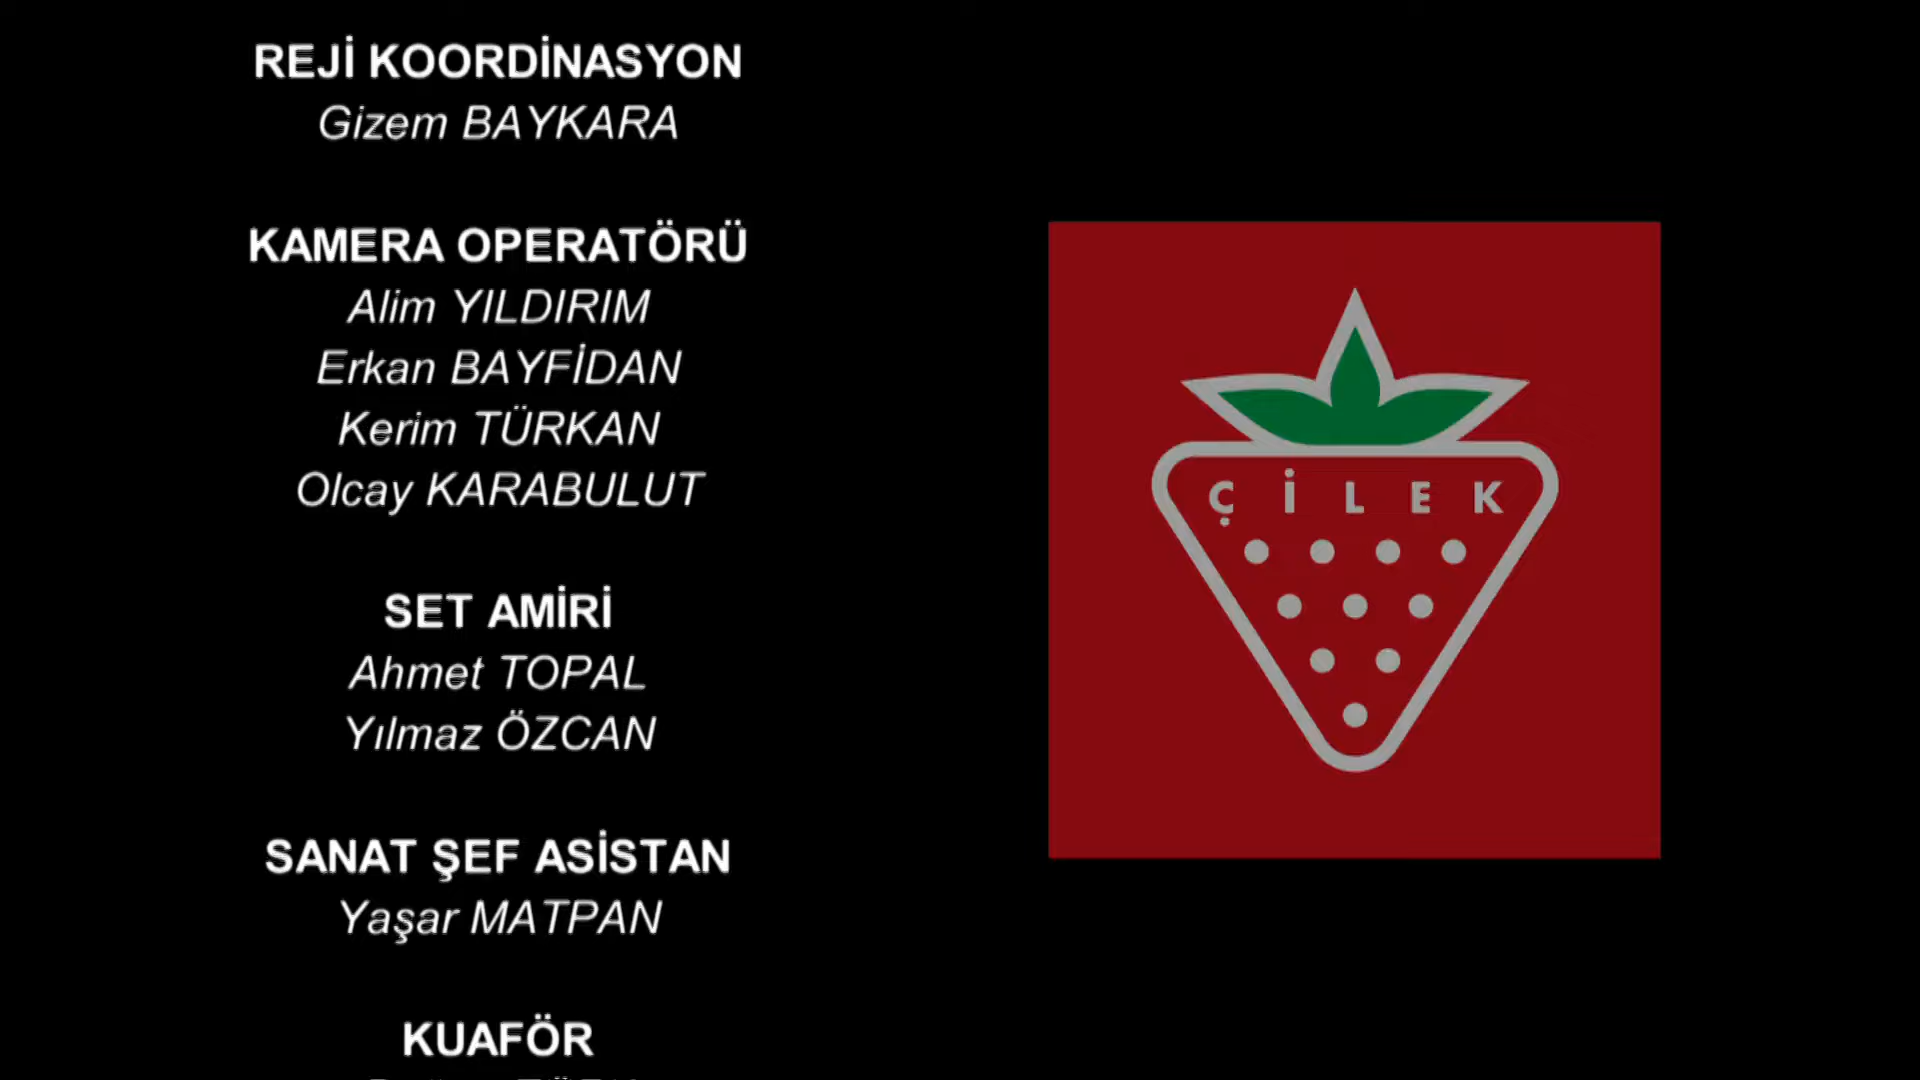 REJİ KOORDİNASYON
Gizem BAYKARA
KAMERA OPERATÖRÜ
Alim YILDIRIM
Erkan BAYFİDAN
Kerim TÜRKAN
Olcay KARABULUT
SET AMİRİ
Ahmet TOPAL
Yılmaz ÖZCAN
SANAT ŞEF ASİSTAN
Yaşar MATPAN
KUAFÖR
ÇİLEK